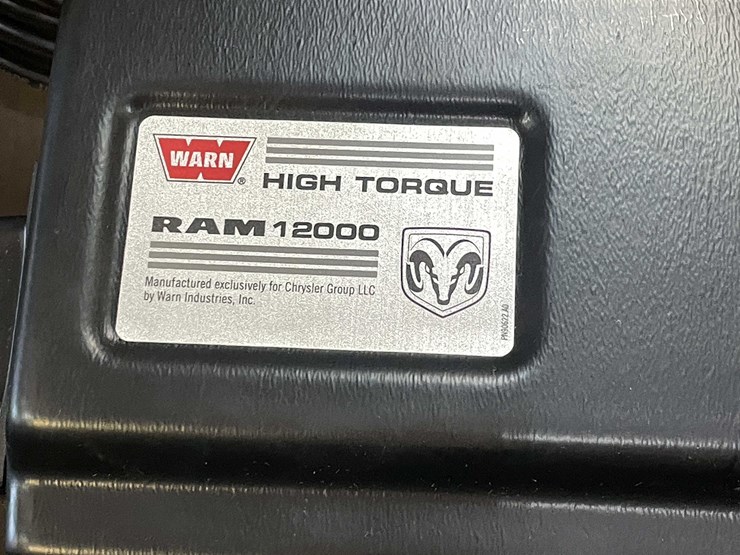 WARN
®
HIGH TORQUE
RAM 12000
Manufactured exclusively for Chrysler Group LLC
by Warn Industries, Inc.